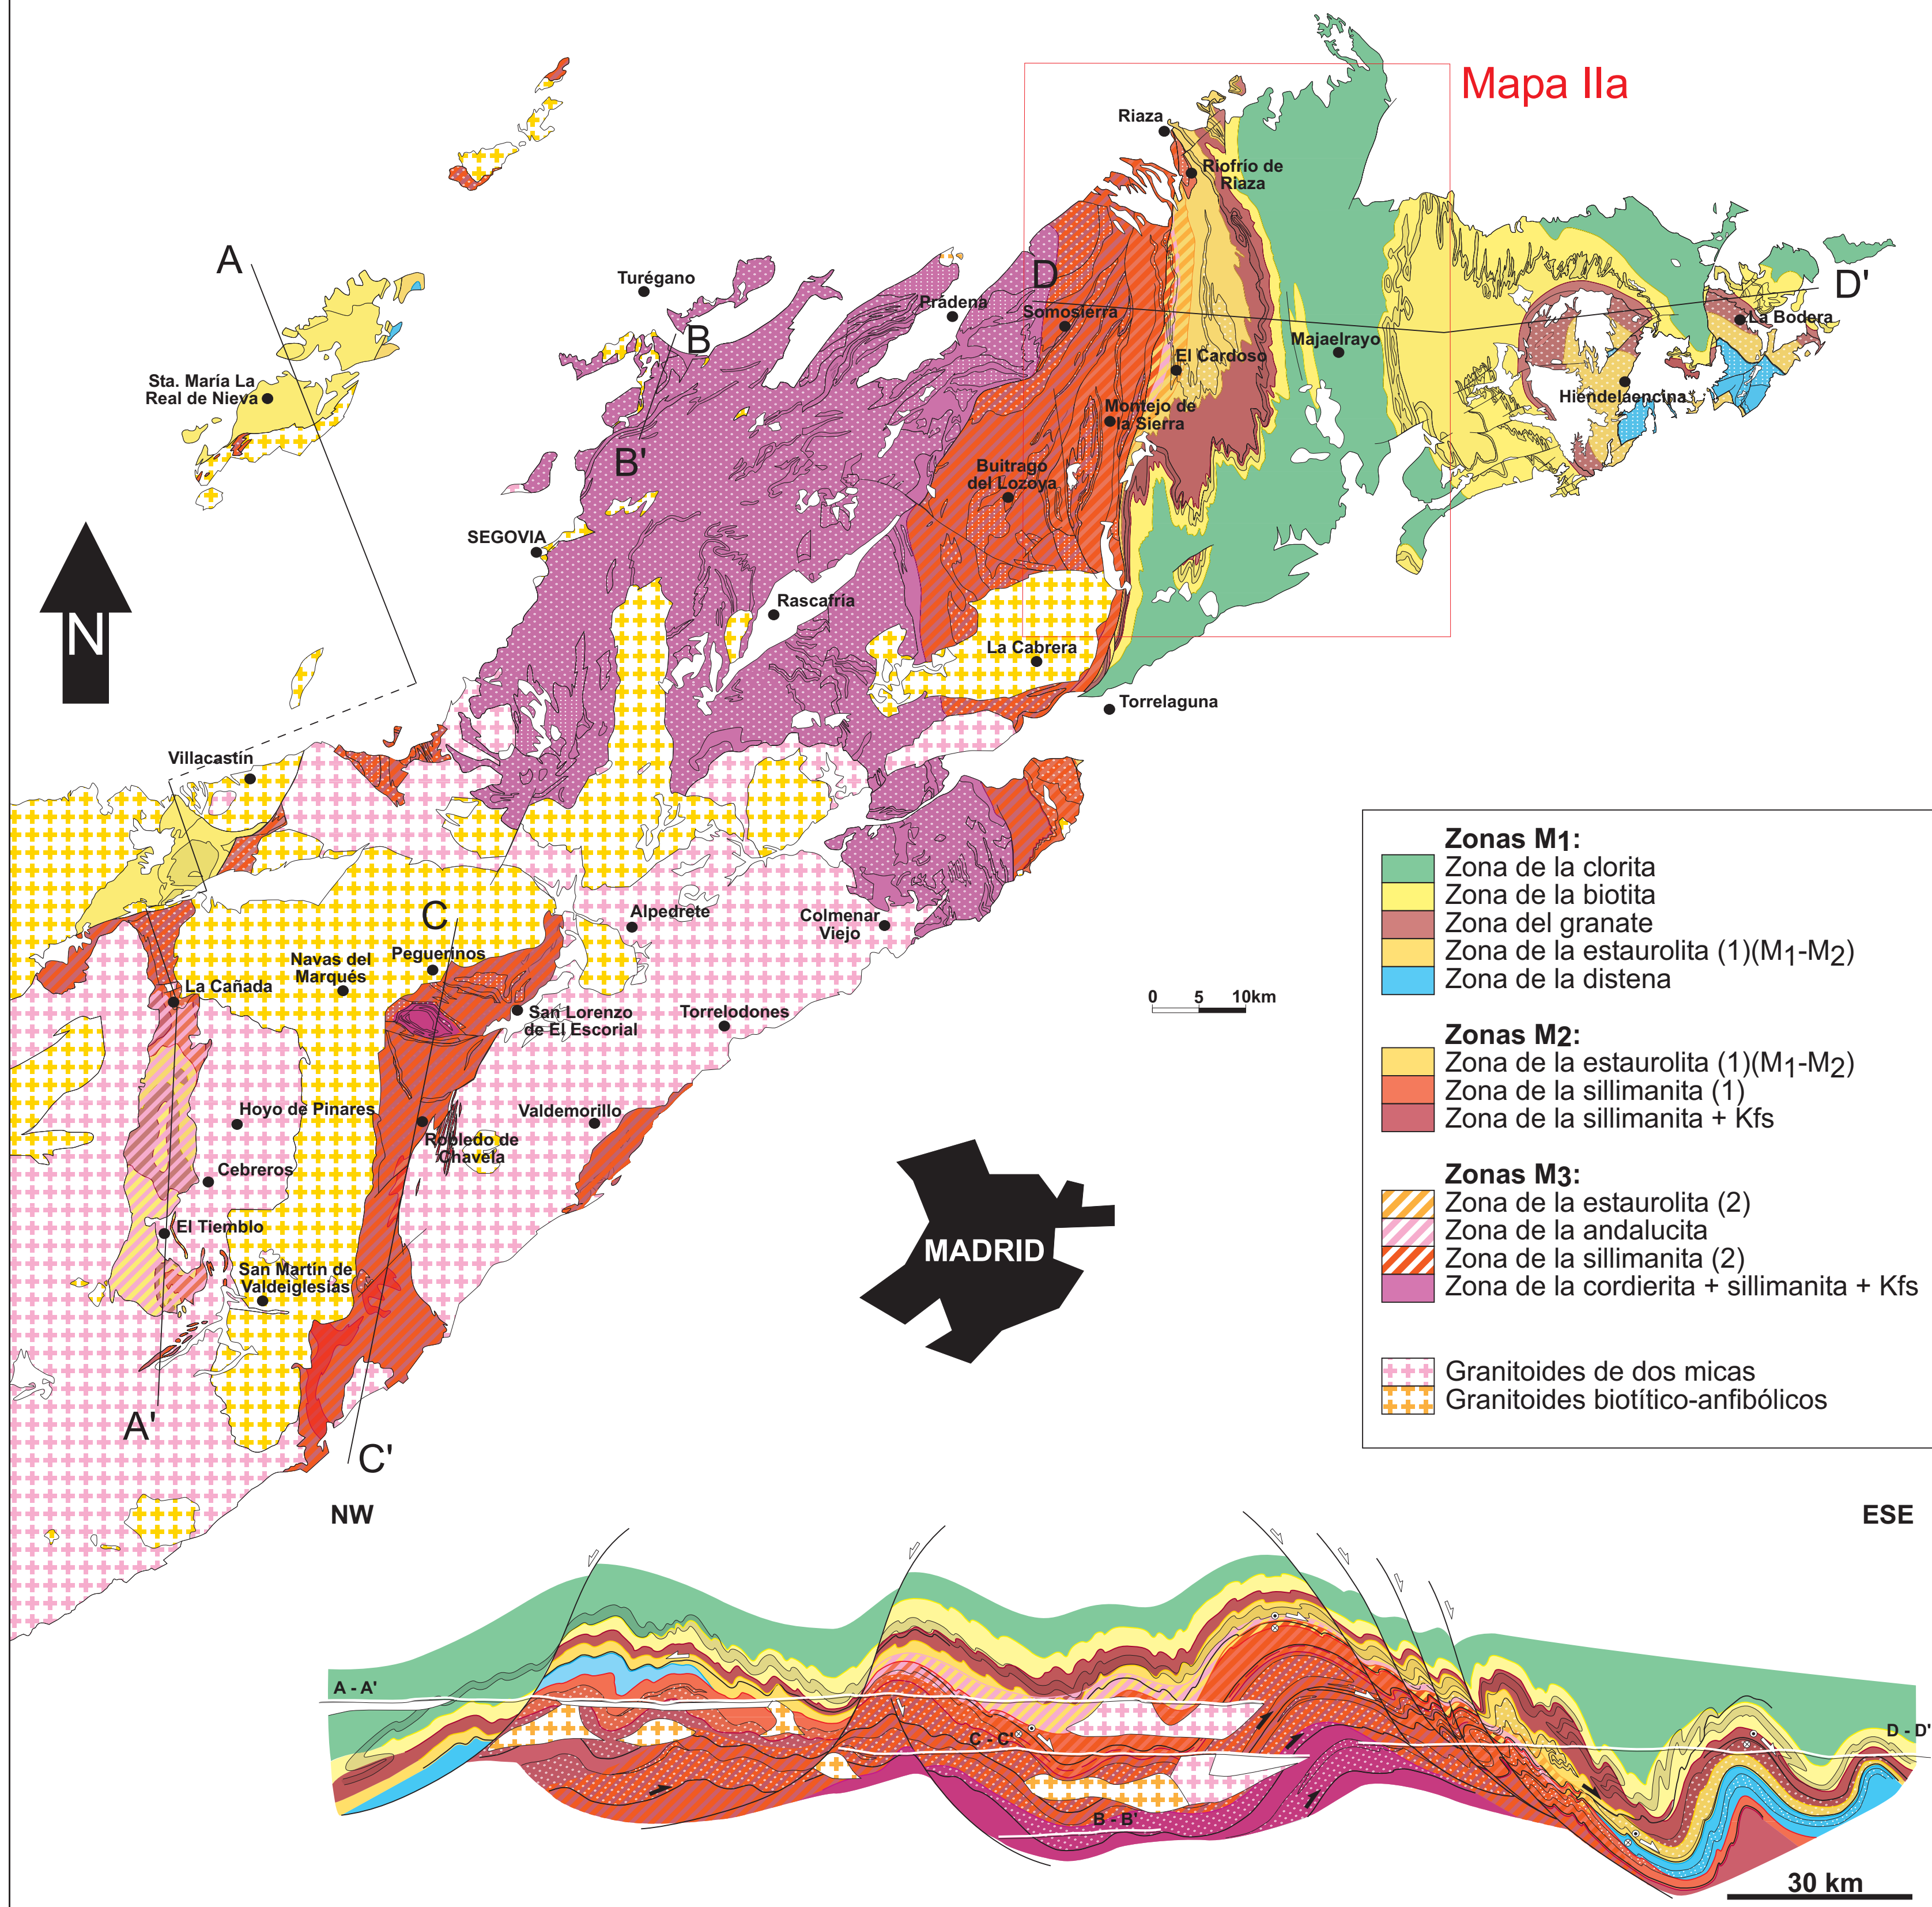 Mapa IIa
Riaza
Riofrío de
Riaza
A
Turégano
Prádena
D
D'
Somosierra
La Bodera
B
Majaelrayo
El Cardoso
Sta. María La
Real de Nieva
Hiendelaencina
Montejo de
la Sierra
B'
Buitrago
del Lozoya
SEGOVIA
N
Rascafría
La Cabrera
Torrelaguna
Villacastín
C
Alpedrete
Colmenar
Viejo
Peguerinos
Navas del
Marqués
La Cañada
San Lorenzo
de El Escorial
Torrelodones
0 5 10km
Hoyo de Pinares
Valdemorillo
Robledo de
Chavela
Cebreros
El Tiemblo
MADRID
San Martín de
Valdeiglesias
A'
C'
Zonas M1:
Zona de la clorita
Zona de la biotita
Zona del granate
Zona de la estaurolita (1)(M1-M2)
Zona de la distena
Zonas M2:
Zona de la estaurolita (1)(M1-M2)
Zona de la sillimanita (1)
Zona de la sillimanita + Kfs
Zonas M3:
Zona de la estaurolita (2)
Zona de la andalucita
Zona de la sillimanita (2)
Zona de la cordierita + sillimanita + Kfs
Granitoides de dos micas
Granitoides biotítico-anfibólicos
NW
ESE
A - A'
C - C'
D - D'
B - B'
30 km